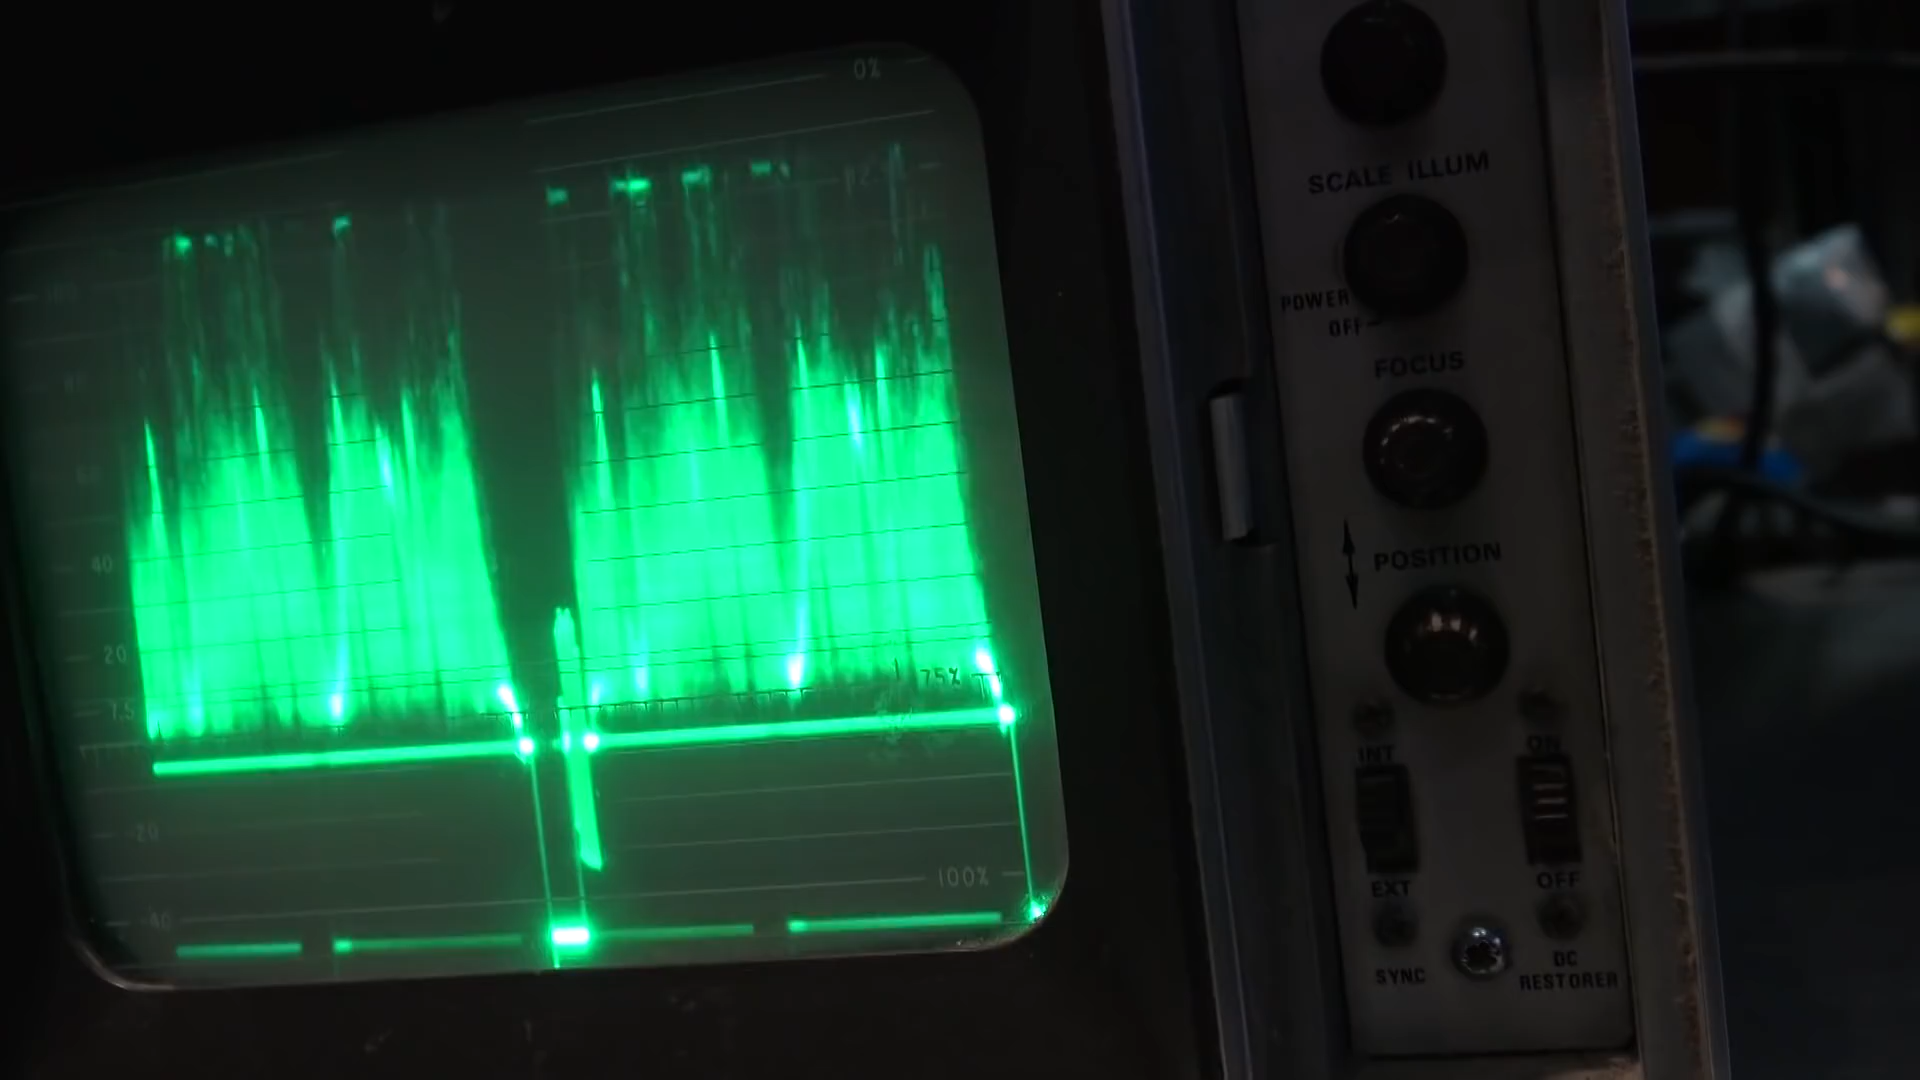 0%
100
40
20
7.5
75%
-20
100%
-40
SCALE ILLUM
POWER
OFF
FOCUS
POSITION
INT
ON
EXT
OFF
SYNC
DC
RESTORER